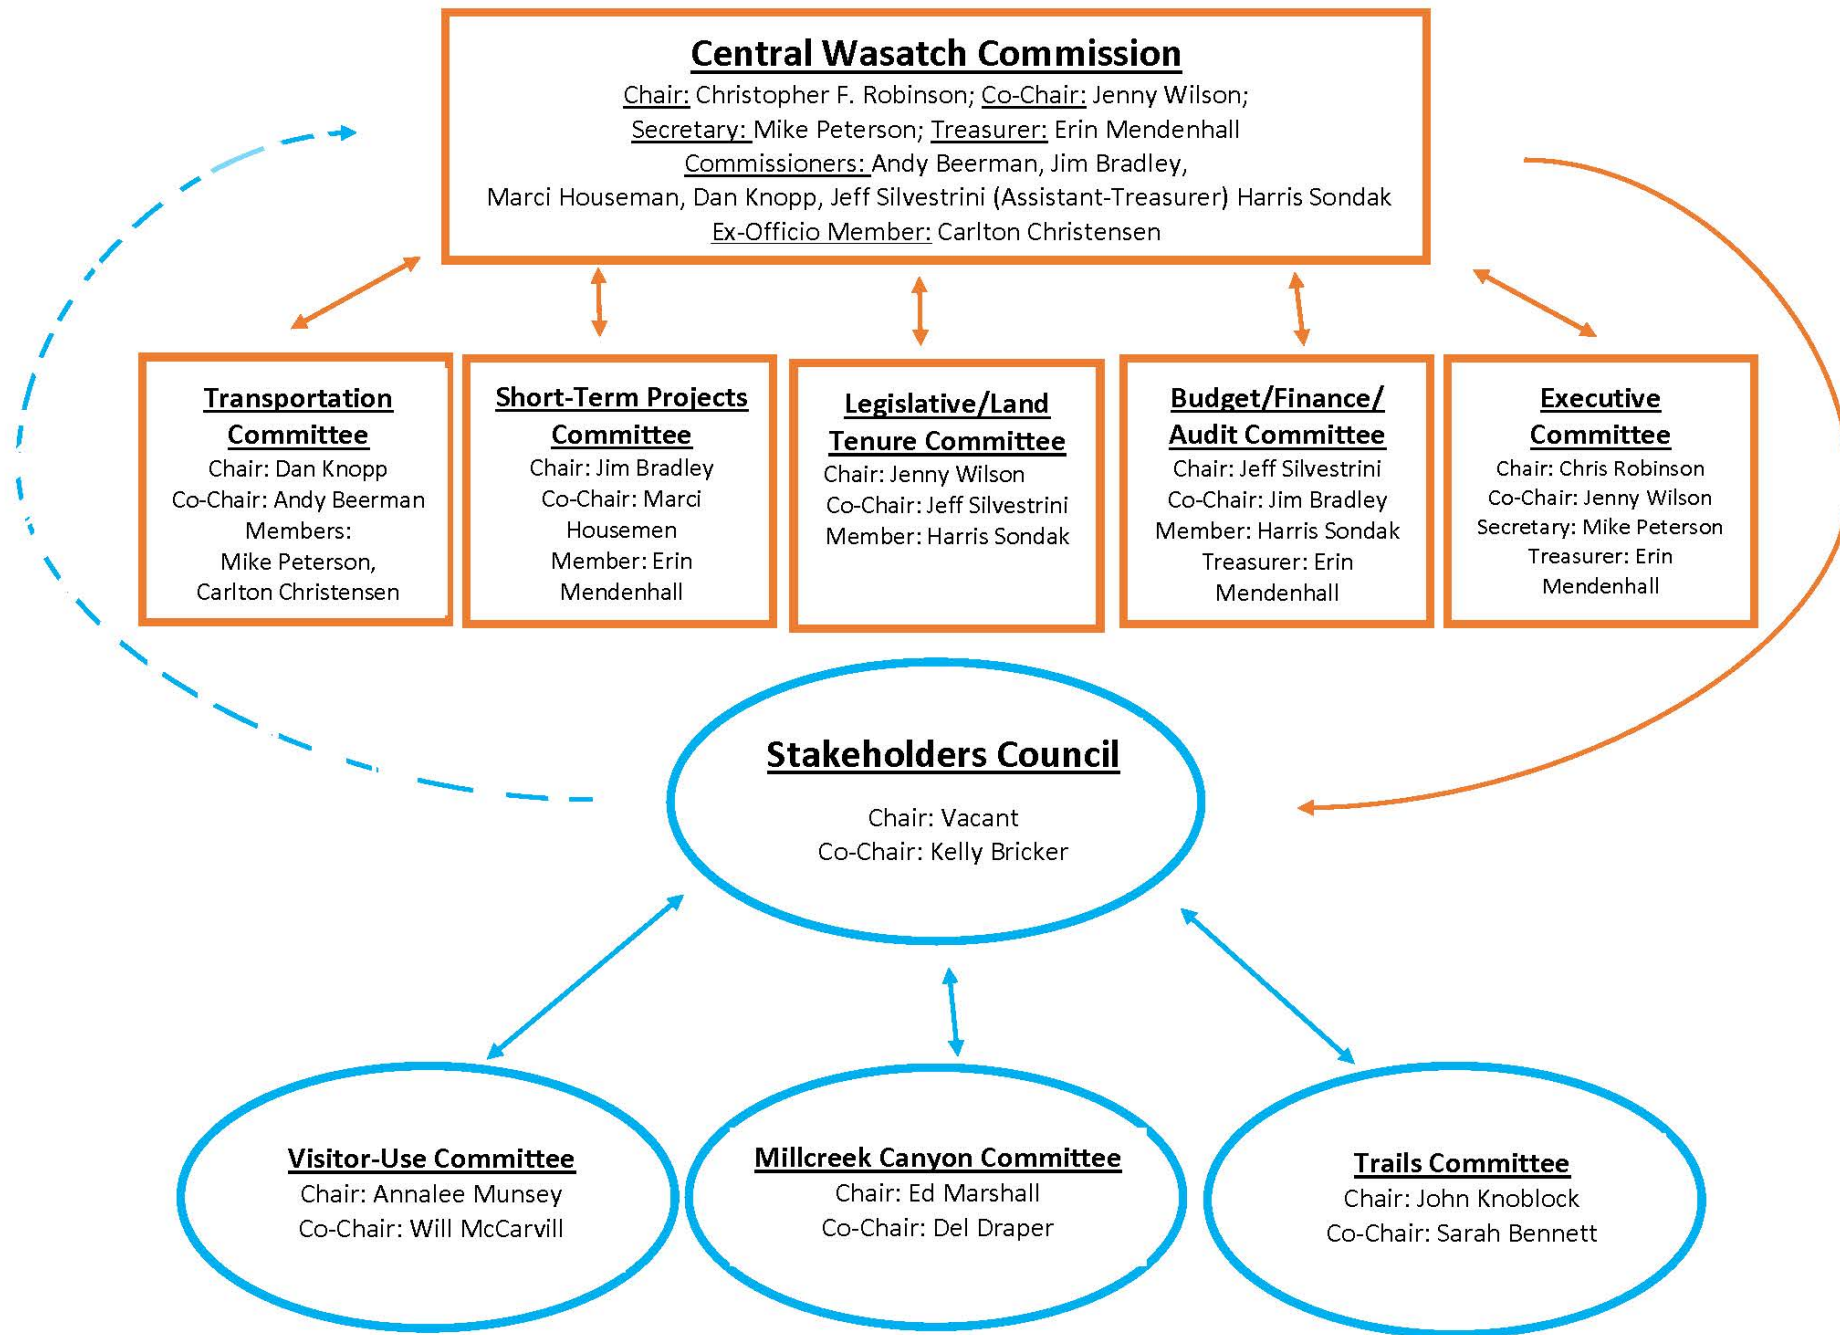 Central Wasatch Commission
Chair: Christopher F. Robinson; Co-Chair: Jenny Wilson;
Secretary: Mike Peterson; Treasurer: Erin Mendenhall
Commissioners: Andy Beerman, Jim Bradley,
Marci Houseman, Dan Knopp, Jeff Silvestrini (Assistant-Treasurer) Harris Sondak
Ex-Officio Member: Carlton Christensen
Transportation
Committee
Chair: Dan Knopp
Co-Chair: Andy Beerman
Members:
Mike Peterson,
Carlton Christensen
Short-Term Projects
Committee
Chair: Jim Bradley
Co-Chair: Marci
Housemen
Member: Erin
Mendenhall
Legislative/Land
Tenure Committee
Chair: Jenny Wilson
Co-Chair: Jeff Silvestrini
Member: Harris Sondak
Budget/Finance/
Audit Committee
Chair: Jeff Silvestrini
Co-Chair: Jim Bradley
Member: Harris Sondak
Treasurer: Erin
Mendenhall
Executive
Committee
Chair: Chris Robinson
Co-Chair: Jenny Wilson
Secretary: Mike Peterson
Treasurer: Erin
Mendenhall
Stakeholders Council
Chair: Vacant
Co-Chair: Kelly Bricker
Visitor-Use Committee
Chair: Annalee Munsey
Co-Chair: Will McCarvill
Millcreek Canyon Committee
Chair: Ed Marshall
Co-Chair: Del Draper
Trails Committee
Chair: John Knoblock
Co-Chair: Sarah Bennett